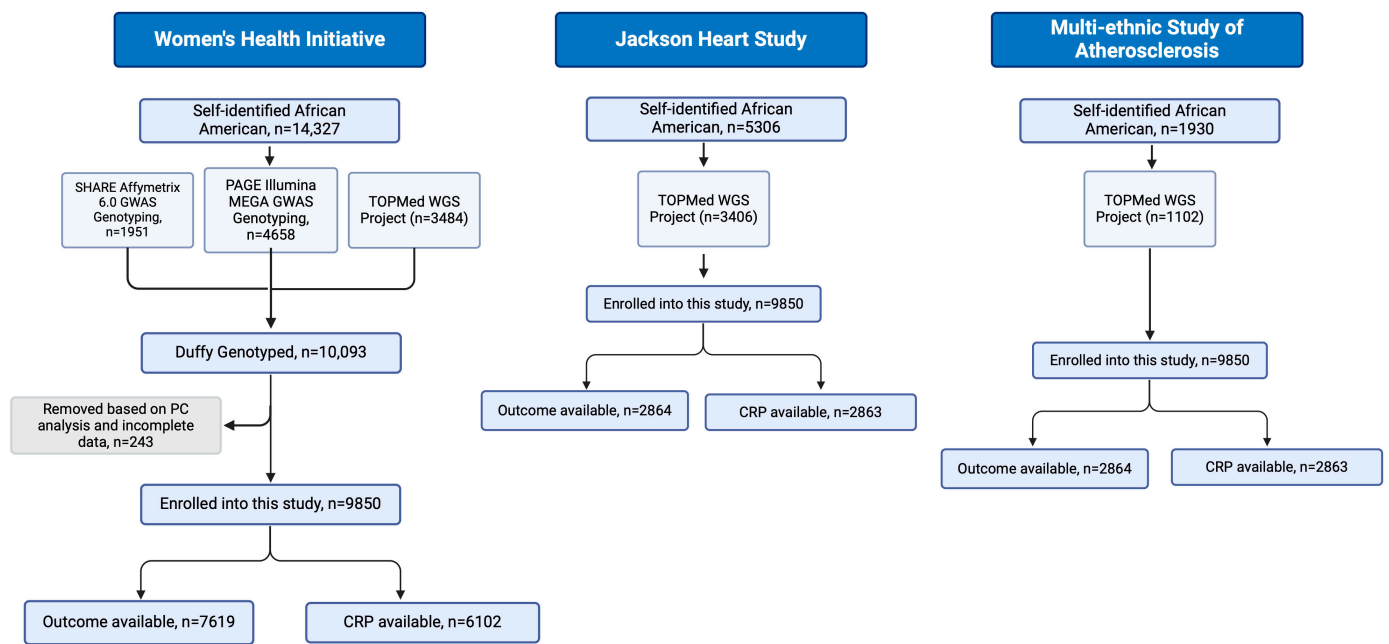 Women's Health Initiative
Self-identified African
American, n=14,327
SHARE Affymetrix
6.0 GWAS
Genotyping,
n=1951
PAGE Illumina
MEGA GWAS
Genotyping,
n=4658
TOPMed WGS
Project (n=3484)
Duffy Genotyped, n=10,093
Removed based on PC
analysis and incomplete
data, n=243
Enrolled into this study, n=9850
Outcome available, n=7619
CRP available, n=6102
Jackson Heart Study
Self-identified African
American, n=5306
TOPMed WGS
Project (n=3406)
Enrolled into this study, n=9850
Outcome available, n=2864
CRP available, n=2863
Multi-ethnic Study of
Atherosclerosis
Self-identified African
American, n=1930
TOPMed WGS
Project (n=1102)
Enrolled into this study, n=9850
Outcome available, n=2864
CRP available, n=2863